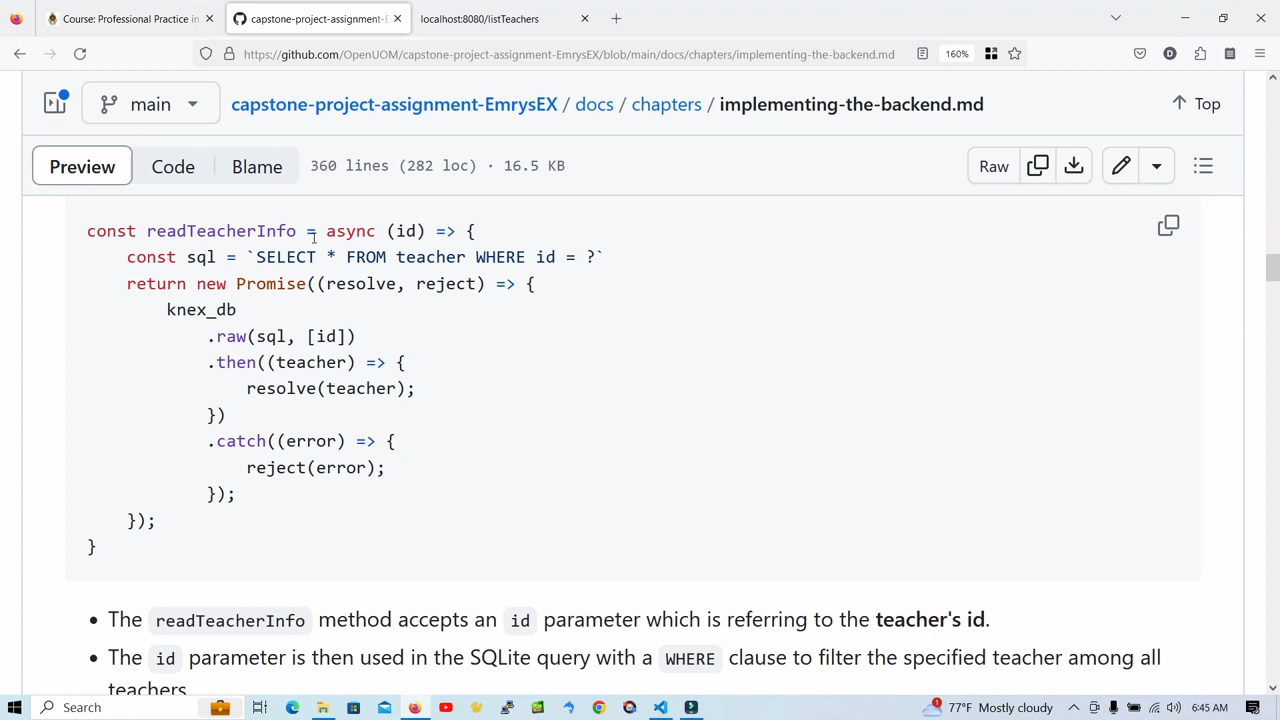 Course: Professional Practice in
capstone-project-assignment-E
localhost:8080/listTeachers
https://github.com/OpenUOM/capstone-project-assignment-EmrysEX/blob/main/docs/chapters/implementing-the-backend.md
160%
D
main
capstone-project-assignment-EmrysEX / docs / chapters / implementing-the-backend.md
Top
Preview
Code
Blame
360 lines (282 loc) · 16.5 KB
Raw
const readTeacherInfo = async (id) => {
const sql = `SELECT * FROM teacher WHERE id = ?`
return new Promise((resolve, reject) => {
knex_db
.raw(sql, [id])
.then((teacher) => {
resolve(teacher);
})
.catch((error) => {
reject(error);
});
});
}
• The readTeacherInfo method accepts an id parameter which is referring to the teacher's id.
• The id parameter is then used in the SQLite query with a WHERE clause to filter the specified teacher among all
teachers
Search
1
77°F Mostly cloudy
6:45 AM